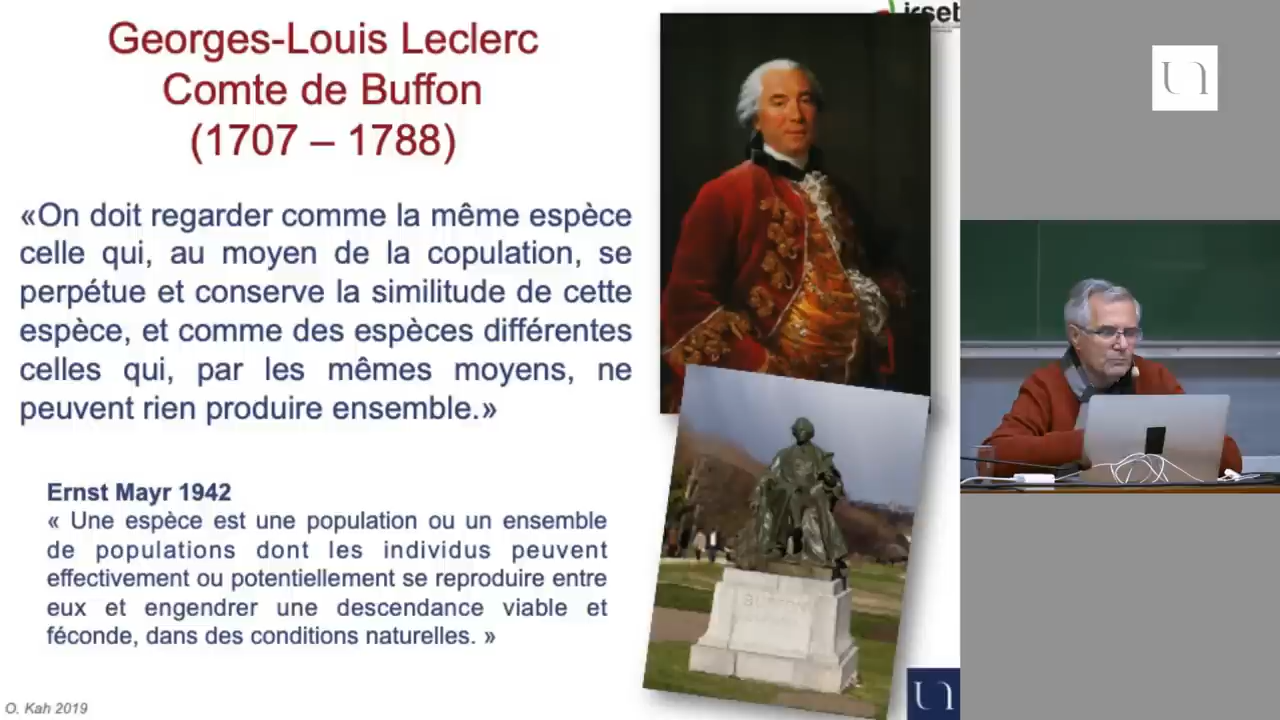 Georges-Louis Leclerc
Comte de Buffon
(1707 – 1788)
«On doit regarder comme la même espèce
celle qui, au moyen de la copulation, se
perpétue et conserve la similitude de cette
espèce, et comme des espèces différentes
celles qui, par les mêmes moyens, ne
peuvent rien produire ensemble.»
Ernst Mayr 1942
« Une espèce est une population ou un ensemble
de populations dont les individus peuvent
effectivement ou potentiellement se reproduire entre
eux et engendrer une descendance viable et
féconde, dans des conditions naturelles. »
O. Kah 2019
irset
BUFFON